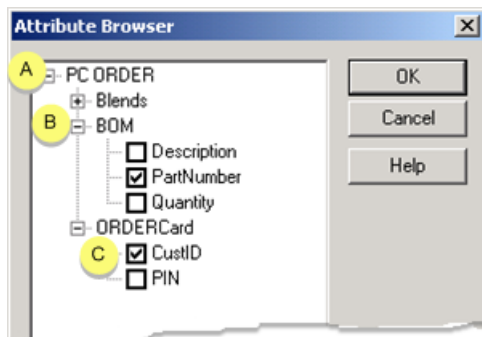 Attribute Browser
A PC ORDER
Blends
B BOM
Description
PartNumber
Quantity
ORDERCard
C CustID
PIN
OK
Cancel
Help